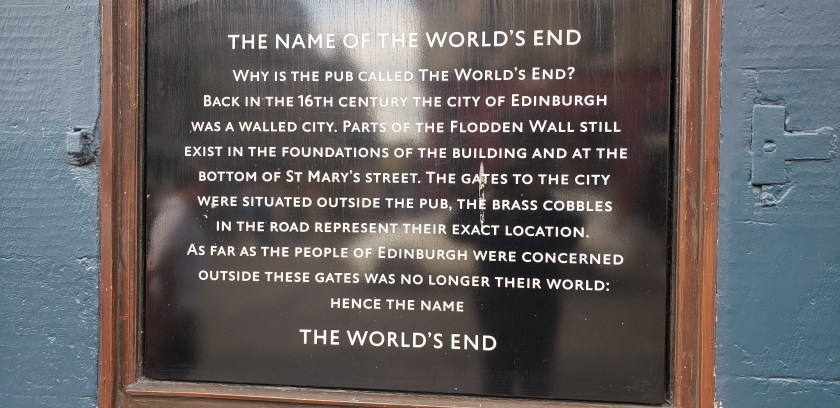 THE NAME OF THE WORLD'S END
WHY IS THE PUB CALLED THE WORLD'S END?
BACK IN THE 16TH CENTURY THE CITY OF EDINBURGH
WAS A WALLED CITY. PARTS OF THE FLODDEN WALL STILL
EXIST IN THE FOUNDATIONS OF THE BUILDING AND AT THE
BOTTOM OF ST MARY'S STREET. THE GATES TO THE CITY
WERE SITUATED OUTSIDE THE PUB, THE BRASS COBBLES
IN THE ROAD REPRESENT THEIR EXACT LOCATION.
AS FAR AS THE PEOPLE OF EDINBURGH WERE CONCERNED
OUTSIDE THESE GATES WAS NO LONGER THEIR WORLD:
HENCE THE NAME
THE WORLD'S END